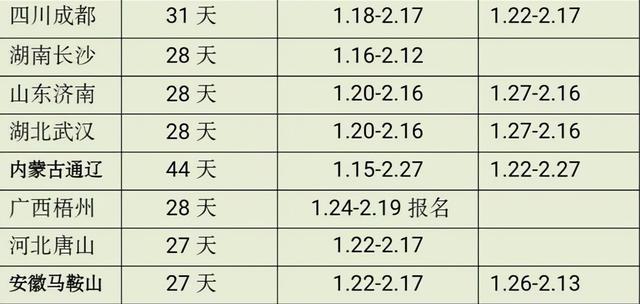 四川成都 31 天 1.18-2.17 1.22-2.17
湖南长沙 28 天 1.16-2.12
山东济南 28 天 1.20-2.16 1.27-2.16
湖北武汉 28 天 1.20-2.16 1.27-2.16
内蒙古通辽 44 天 1.15-2.27 1.22-2.27
广西梧州 28 天 1.24-2.19 报名
河北唐山 27 天 1.22-2.17
安徽马鞍山 27 天 1.22-2.17 1.26-2.13